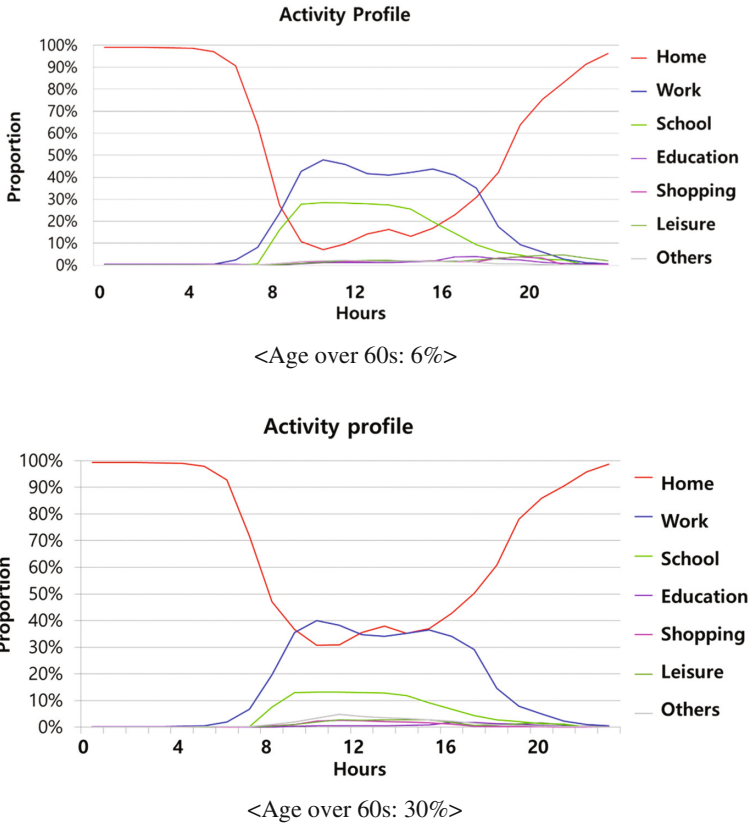 Activity Profile
100%
90%
80%
70%
60%
50%
40%
30%
20%
10%
0%
Proportion
0 4 8 12 16 20
Hours
Home
Work
School
Education
Shopping
Leisure
Others
<Age over 60s: 6%>
Activity profile
100%
90%
80%
70%
60%
50%
40%
30%
20%
10%
0%
Proportion
0 4 8 12 16 20
Hours
Home
Work
School
Education
Shopping
Leisure
Others
<Age over 60s: 30%>